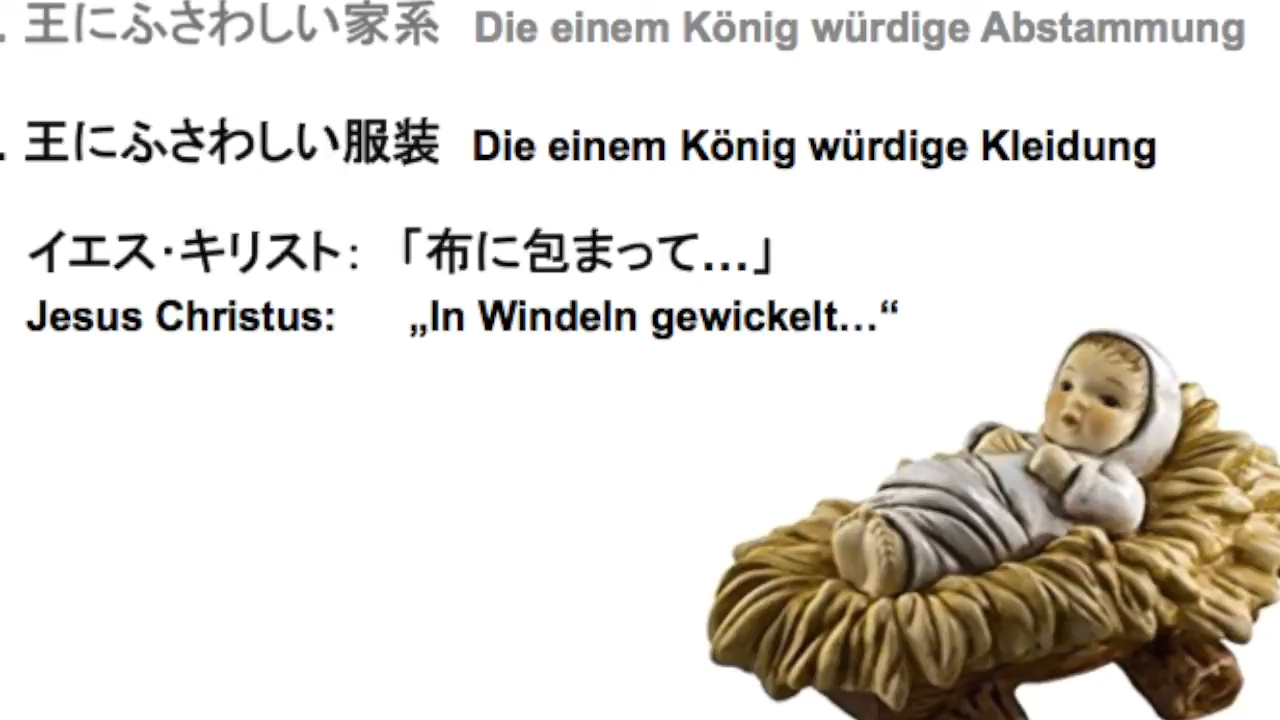 . 王にふさわしい家系 Die einem König würdige Abstammung
. 王にふさわしい服装 Die einem König würdige Kleidung
イエス・キリスト： 「布に包まって…」
Jesus Christus: „In Windeln gewickelt…“